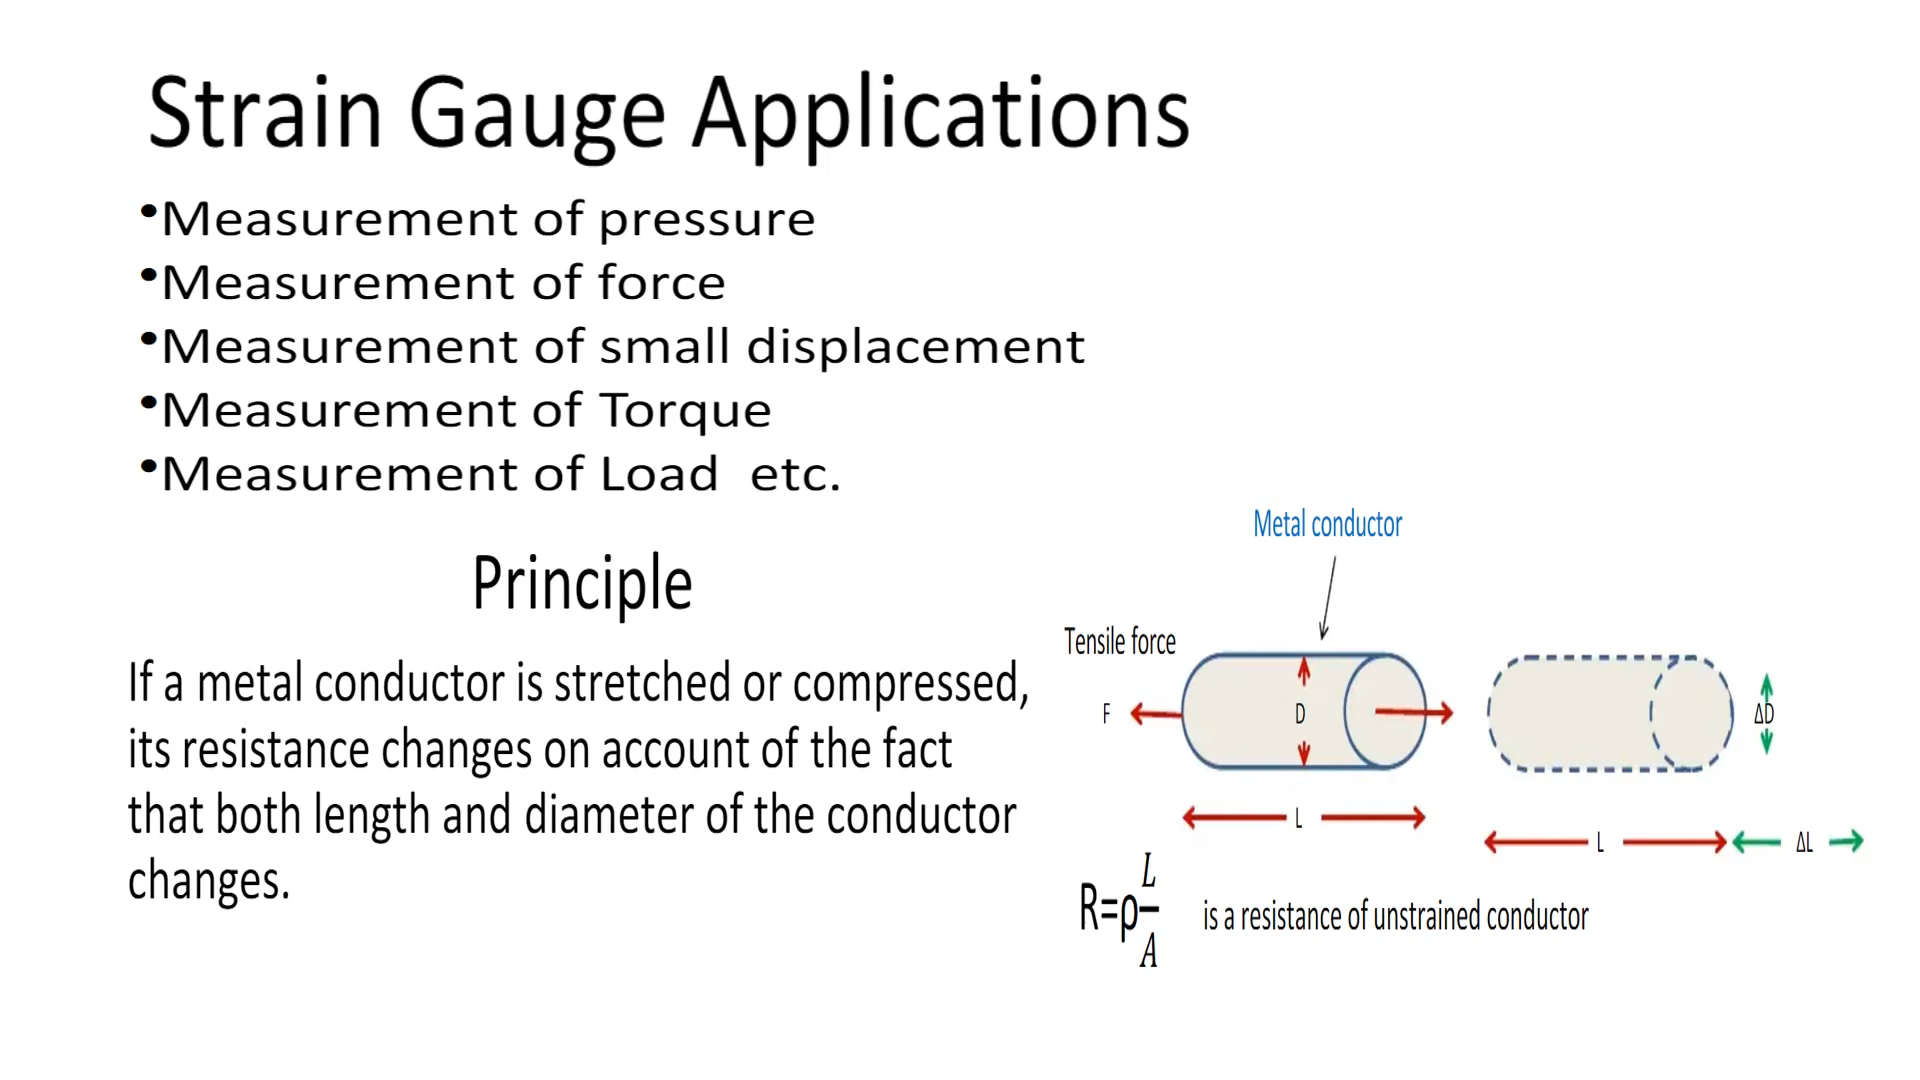 Strain Gauge Applications
•Measurement of pressure
•Measurement of force
•Measurement of small displacement
•Measurement of Torque
•Measurement of Load  etc.
Principle
If a metal conductor is stretched or compressed,
its resistance changes on account of the fact
that both length and diameter of the conductor
changes.
Metal conductor
Tensile force
F
D
L
ΔD
L
ΔL
R=ρL/A is a resistance of unstrained conductor